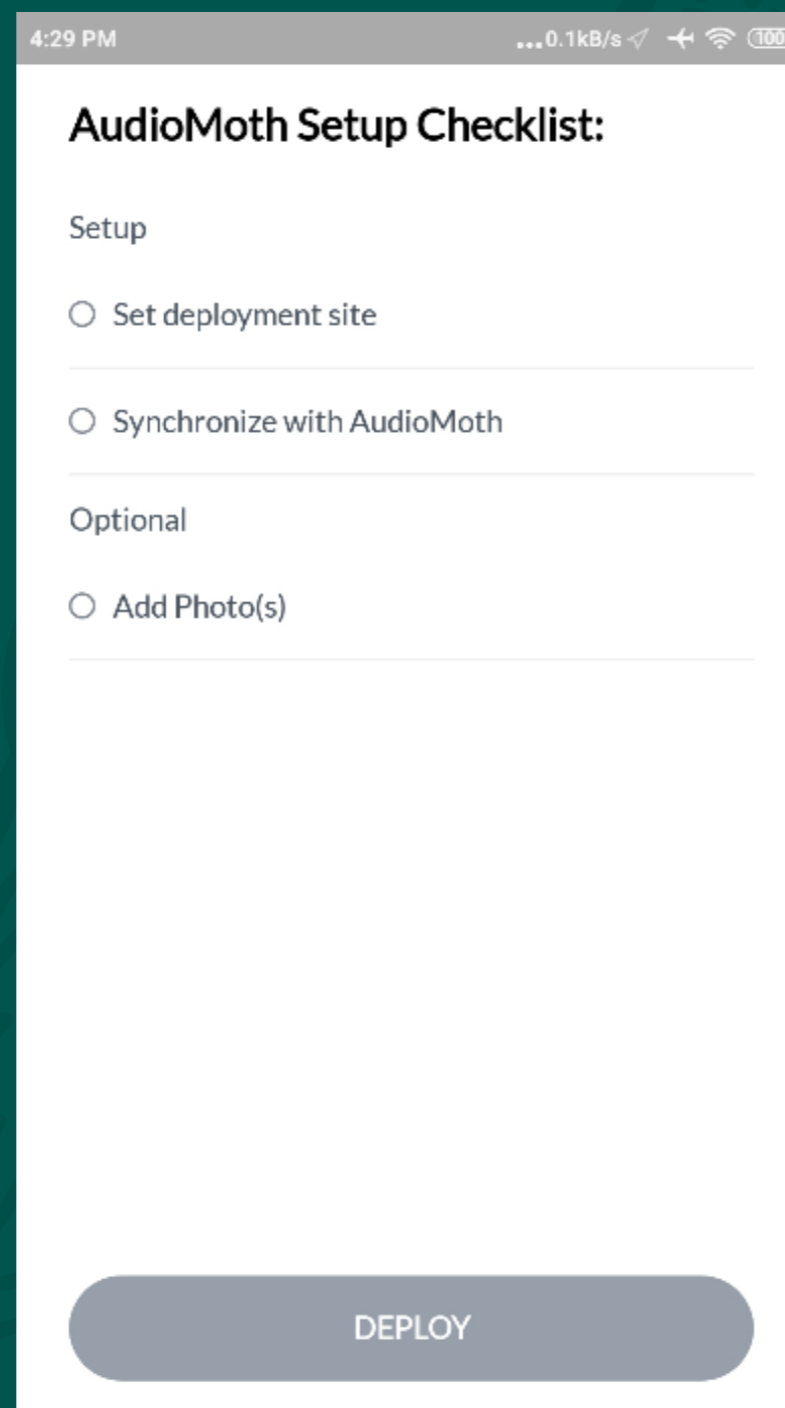 4:29 PM ...0.1kB/s 100
AudioMoth Setup Checklist:
Setup
Set deployment site
Synchronize with AudioMoth
Optional
Add Photo(s)
DEPLOY